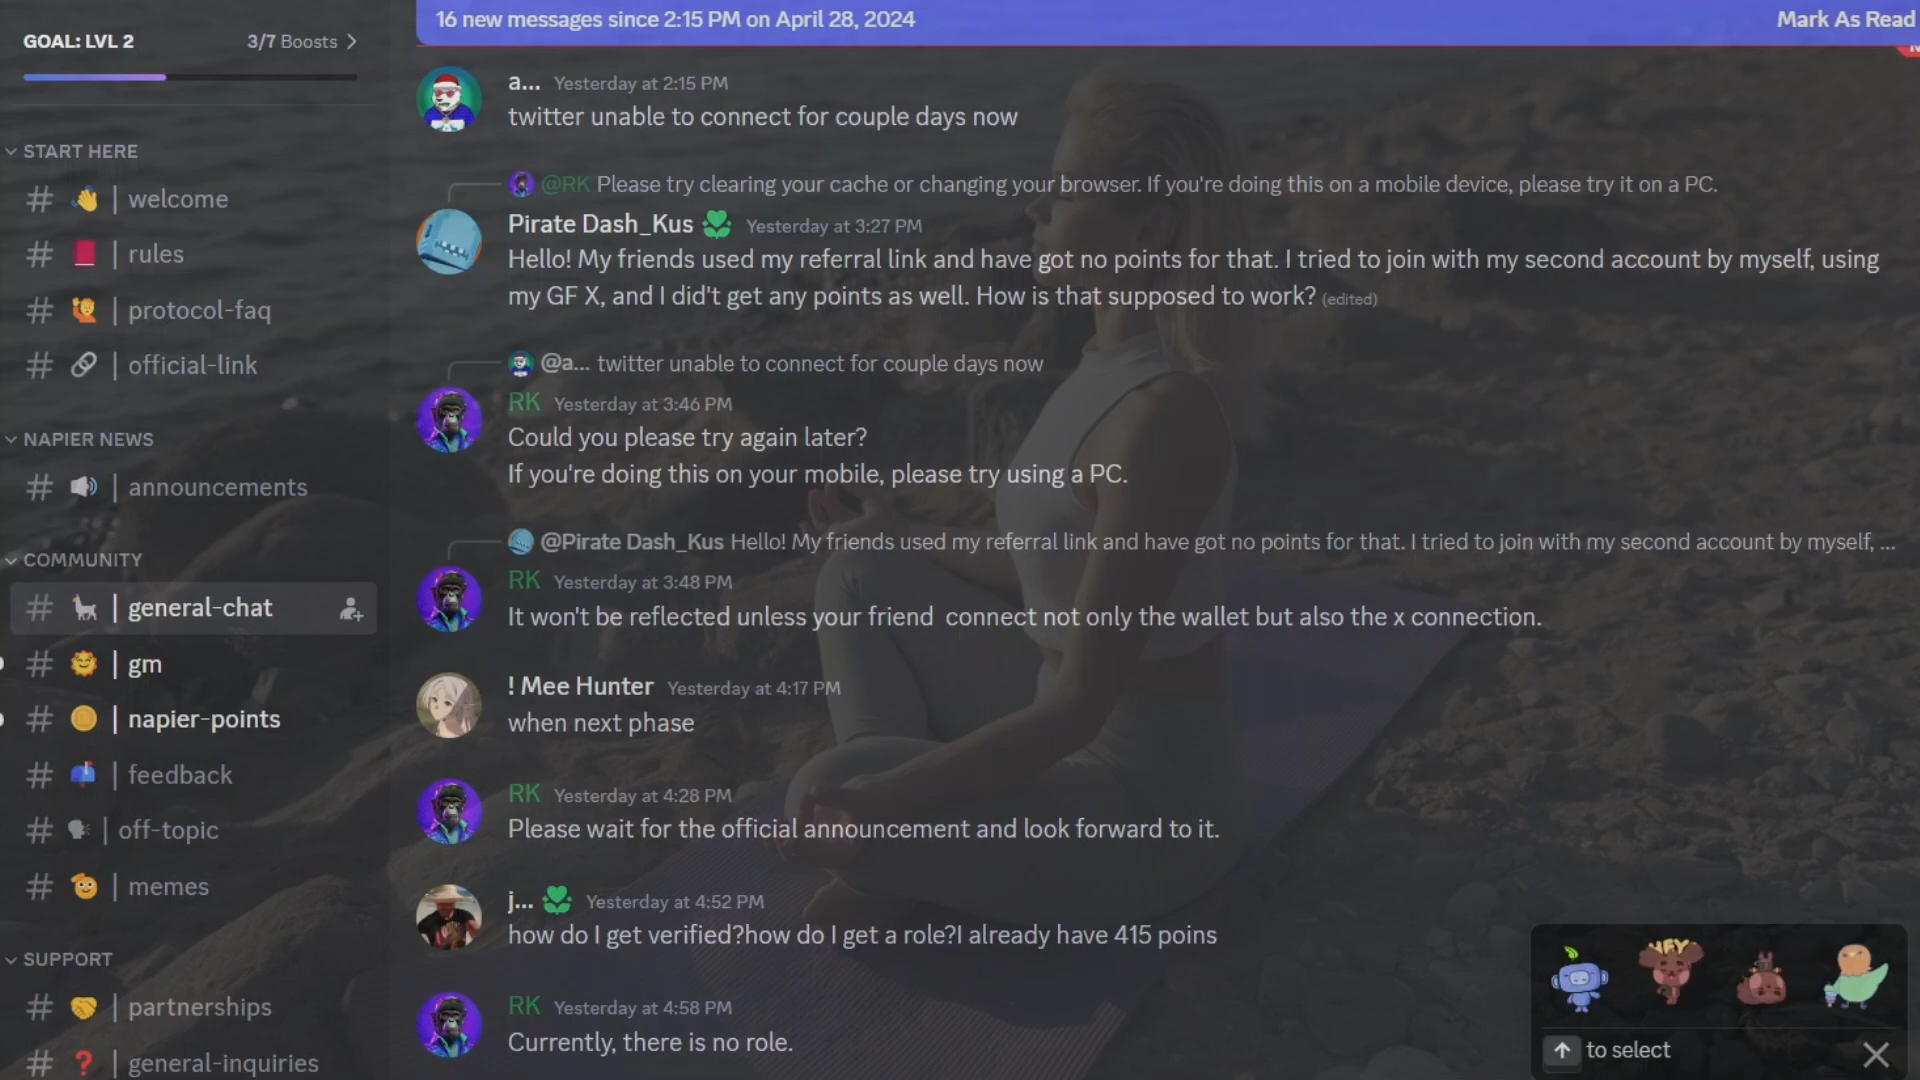 GOAL: LVL 2
3/7 Boosts
START HERE
welcome
rules
protocol-faq
official-link
NAPIER NEWS
announcements
COMMUNITY
general-chat
gm
napier-points
feedback
off-topic
memes
SUPPORT
partnerships
general-inquiries
16 new messages since 2:15 PM on April 28, 2024
Mark As Read
a... Yesterday at 2:15 PM
twitter unable to connect for couple days now
@RK Please try clearing your cache or changing your browser. If you're doing this on a mobile device, please try it on a PC.
Pirate Dash_Kus Yesterday at 3:27 PM
Hello! My friends used my referral link and have got no points for that. I tried to join with my second account by myself, using
my GF X, and I did't get any points as well. How is that supposed to work? (edited)
@a... twitter unable to connect for couple days now
RK Yesterday at 3:46 PM
Could you please try again later?
If you're doing this on your mobile, please try using a PC.
@Pirate Dash_Kus Hello! My friends used my referral link and have got no points for that. I tried to join with my second account by myself, ...
RK Yesterday at 3:48 PM
It won't be reflected unless your friend connect not only the wallet but also the x connection.
! Mee Hunter Yesterday at 4:17 PM
when next phase
RK Yesterday at 4:28 PM
Please wait for the official announcement and look forward to it.
j... Yesterday at 4:52 PM
how do I get verified?how do I get a role?I already have 415 poins
RK Yesterday at 4:58 PM
Currently, there is no role.
to select